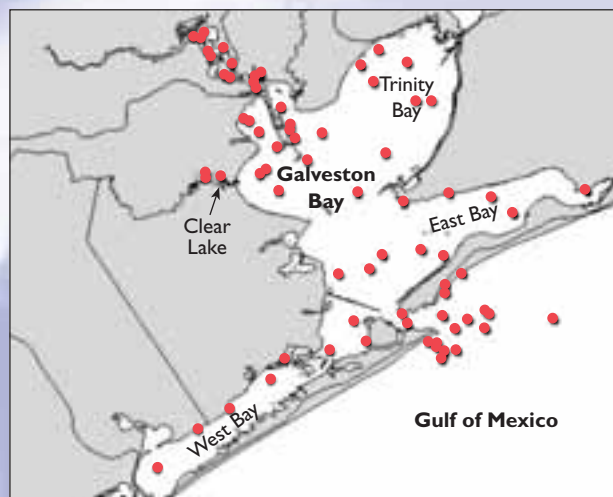 Trinity
Bay
Galveston
Bay
Clear
Lake
East Bay
West Bay
Gulf of Mexico